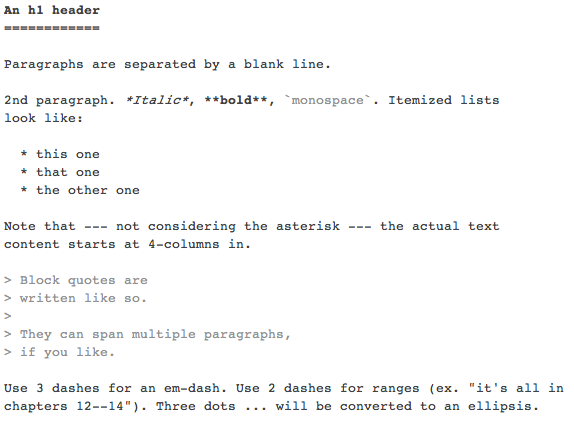 An h1 header
============
Paragraphs are separated by a blank line.
2nd paragraph. *Italic*, **bold**, `monospace`. Itemized lists
look like:
  * this one
  * that one
  * the other one
Note that --- not considering the asterisk --- the actual text
content starts at 4-columns in.
> Block quotes are
> written like so.
>
> They can span multiple paragraphs,
> if you like.
Use 3 dashes for an em-dash. Use 2 dashes for ranges (ex. "it's all in
chapters 12--14"). Three dots ... will be converted to an ellipsis.